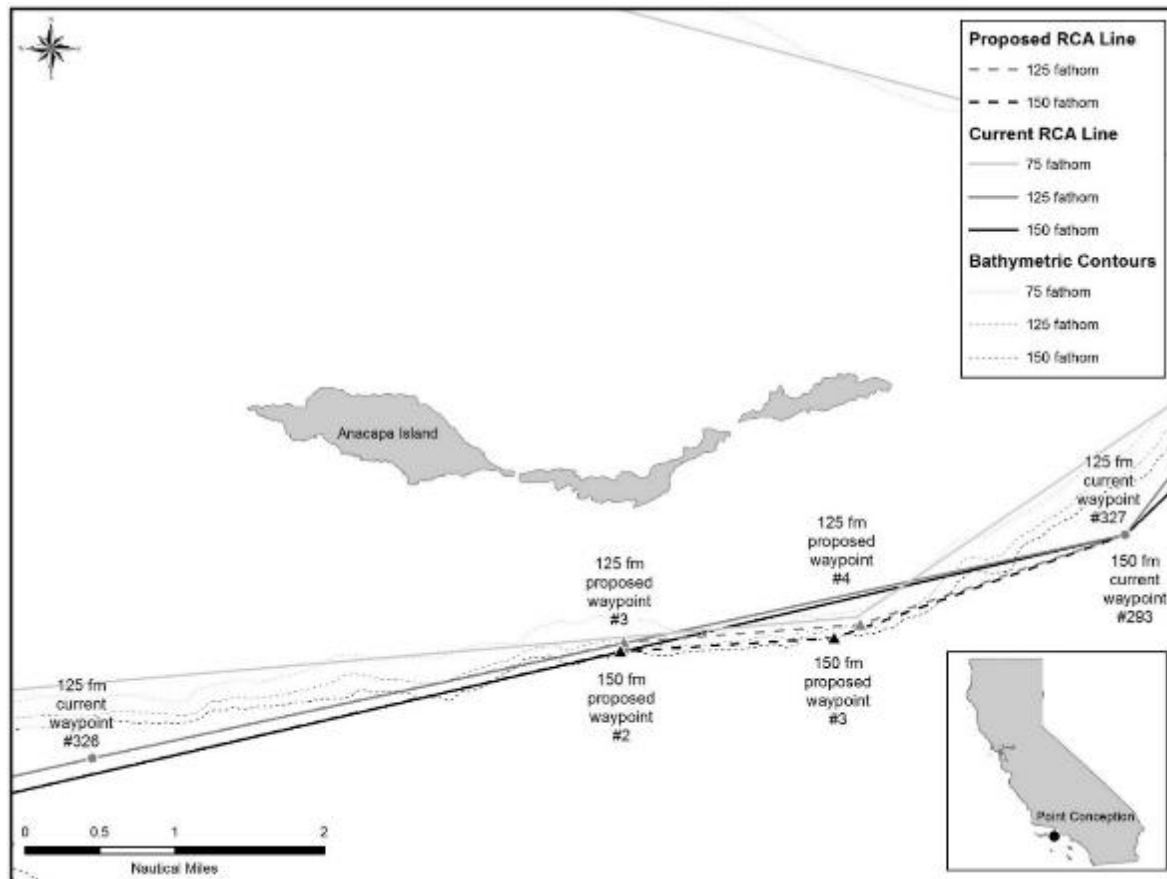 Proposed RCA Line
125 fathom
150 fathom
Current RCA Line
75 fathom
125 fathom
150 fathom
Bathymetric Contours
75 fathom
125 fathom
150 fathom
Anacapa Island
125 fm
current
waypoint
#327
125 fm
proposed
waypoint
#4
125 fm
proposed
waypoint
#3
150 fm
current
waypoint
#293
150 fm
proposed
waypoint
#2
150 fm
proposed
waypoint
#3
125 fm
current
waypoint
#326
0 0.5 1 2
Nautical Miles
Point Conception